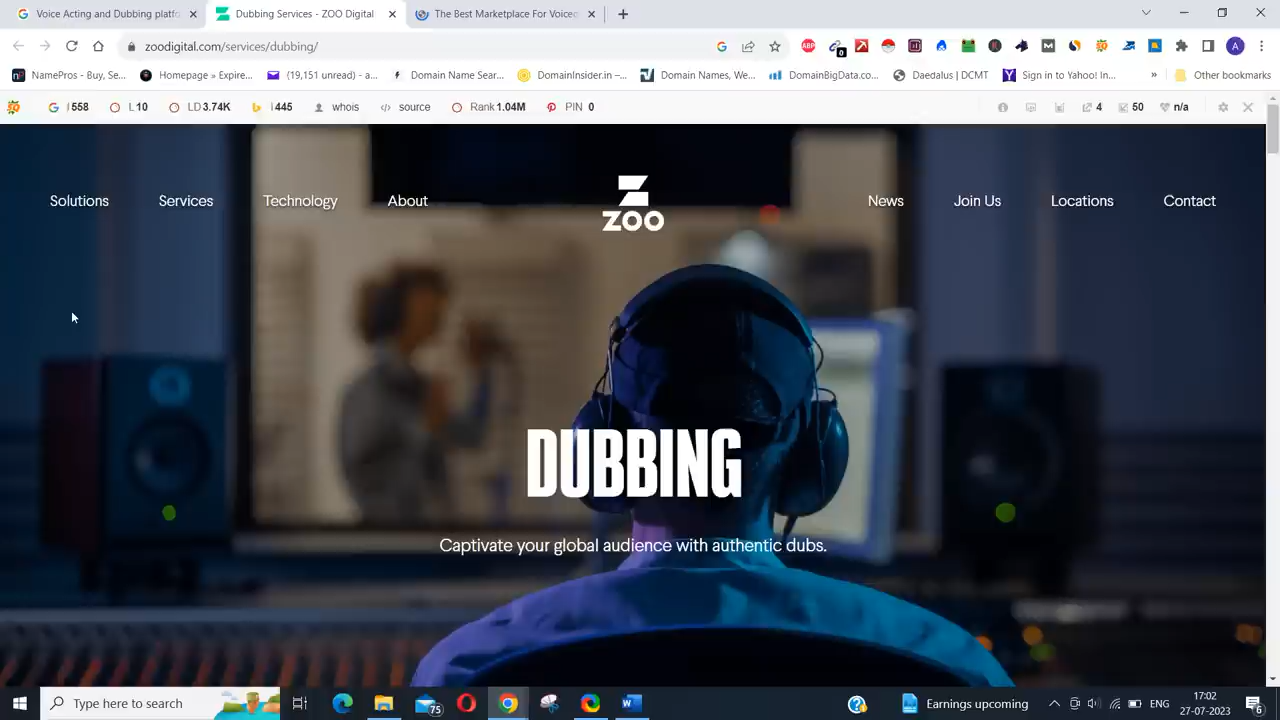 Voice Acting and Dubbing platfo
Dubbing Services - ZOO Digital
The Best Marketplace For Voiceo
zoodigital.com/services/dubbing/
NamePros - Buy, Se...
Homepage » Expire...
(19,151 unread) - a...
Domain Name Sear...
DomainInsider.in –...
Domain Names, We...
DomainBigData.co...
Daedalus | DCMT
Sign in to Yahoo! In...
Other bookmarks
I 558
L 10
LD 3.74K
I 445
whois
source
Rank 1.04M
PIN 0
4
50
n/a
Solutions
Services
Technology
About
ZOO
News
Join Us
Locations
Contact
DUBBING
Captivate your global audience with authentic dubs.
Type here to search
75
Earnings upcoming
ENG
17:02
27-07-2023
6